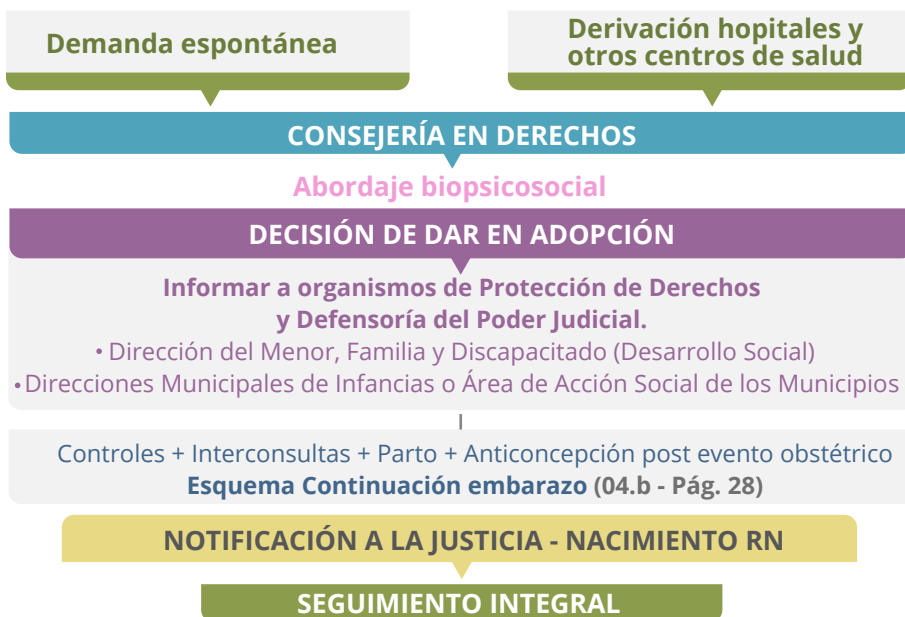 Demanda espontánea
Derivación hopitales y
otros centros de salud
CONSEJERÍA EN DERECHOS
Abordaje biopsicosocial
DECISIÓN DE DAR EN ADOPCIÓN
Informar a organismos de Protección de Derechos
y Defensoría del Poder Judicial.
• Dirección del Menor, Familia y Discapacitado (Desarrollo Social)
• Direcciones Municipales de Infancias o Área de Acción Social de los Municipios
Controles + Interconsultas + Parto + Anticoncepción post evento obstétrico
Esquema Continuación embarazo (04.b - Pág. 28)
NOTIFICACIÓN A LA JUSTICIA - NACIMIENTO RN
SEGUIMIENTO INTEGRAL